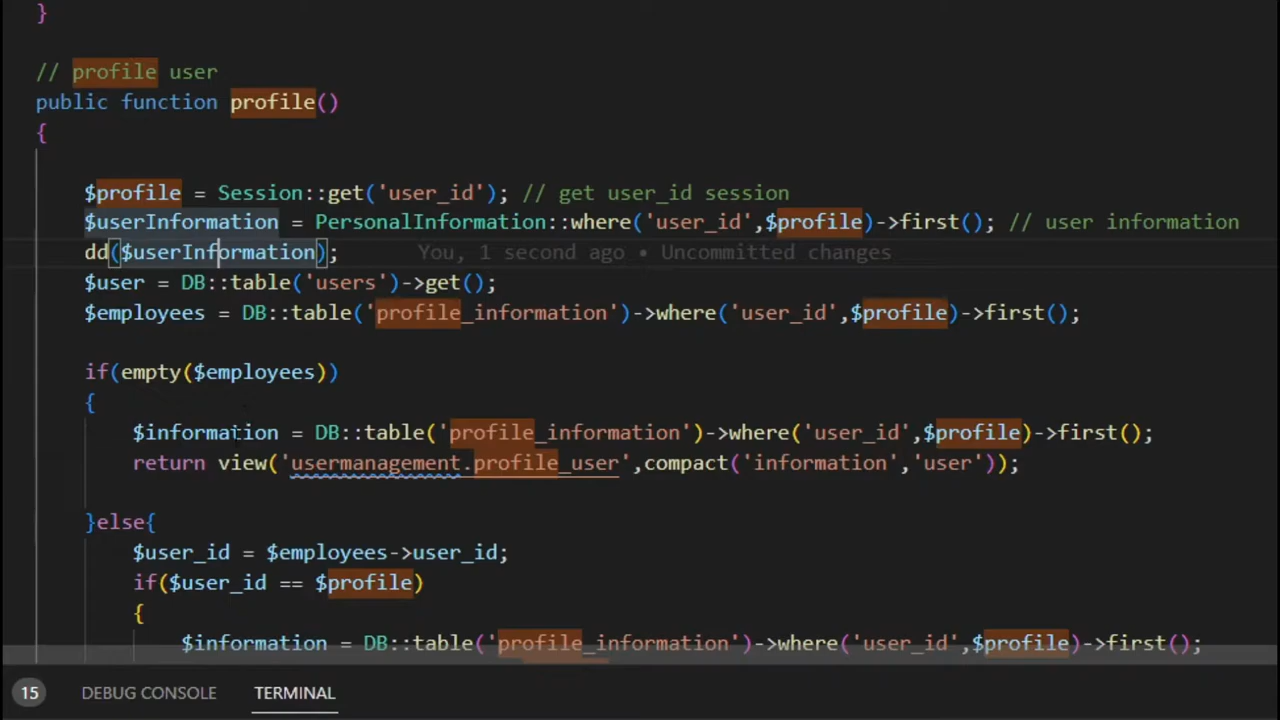 }
// profile user
public function profile()
{
$profile = Session::get('user_id'); // get user_id session
$userInformation = PersonalInformation::where('user_id',$profile)->first(); // user information
dd($userInformation); You, 1 second ago • Uncommitted changes
$user = DB::table('users')->get();
$employees = DB::table('profile_information')->where('user_id',$profile)->first();
if(empty($employees))
{
$information = DB::table('profile_information')->where('user_id',$profile)->first();
return view('usermanagement.profile_user',compact('information','user'));
}else{
$user_id = $employees->user_id;
if($user_id == $profile)
{
$information = DB::table('profile_information')->where('user_id',$profile)->first();
15 DEBUG CONSOLE TERMINAL